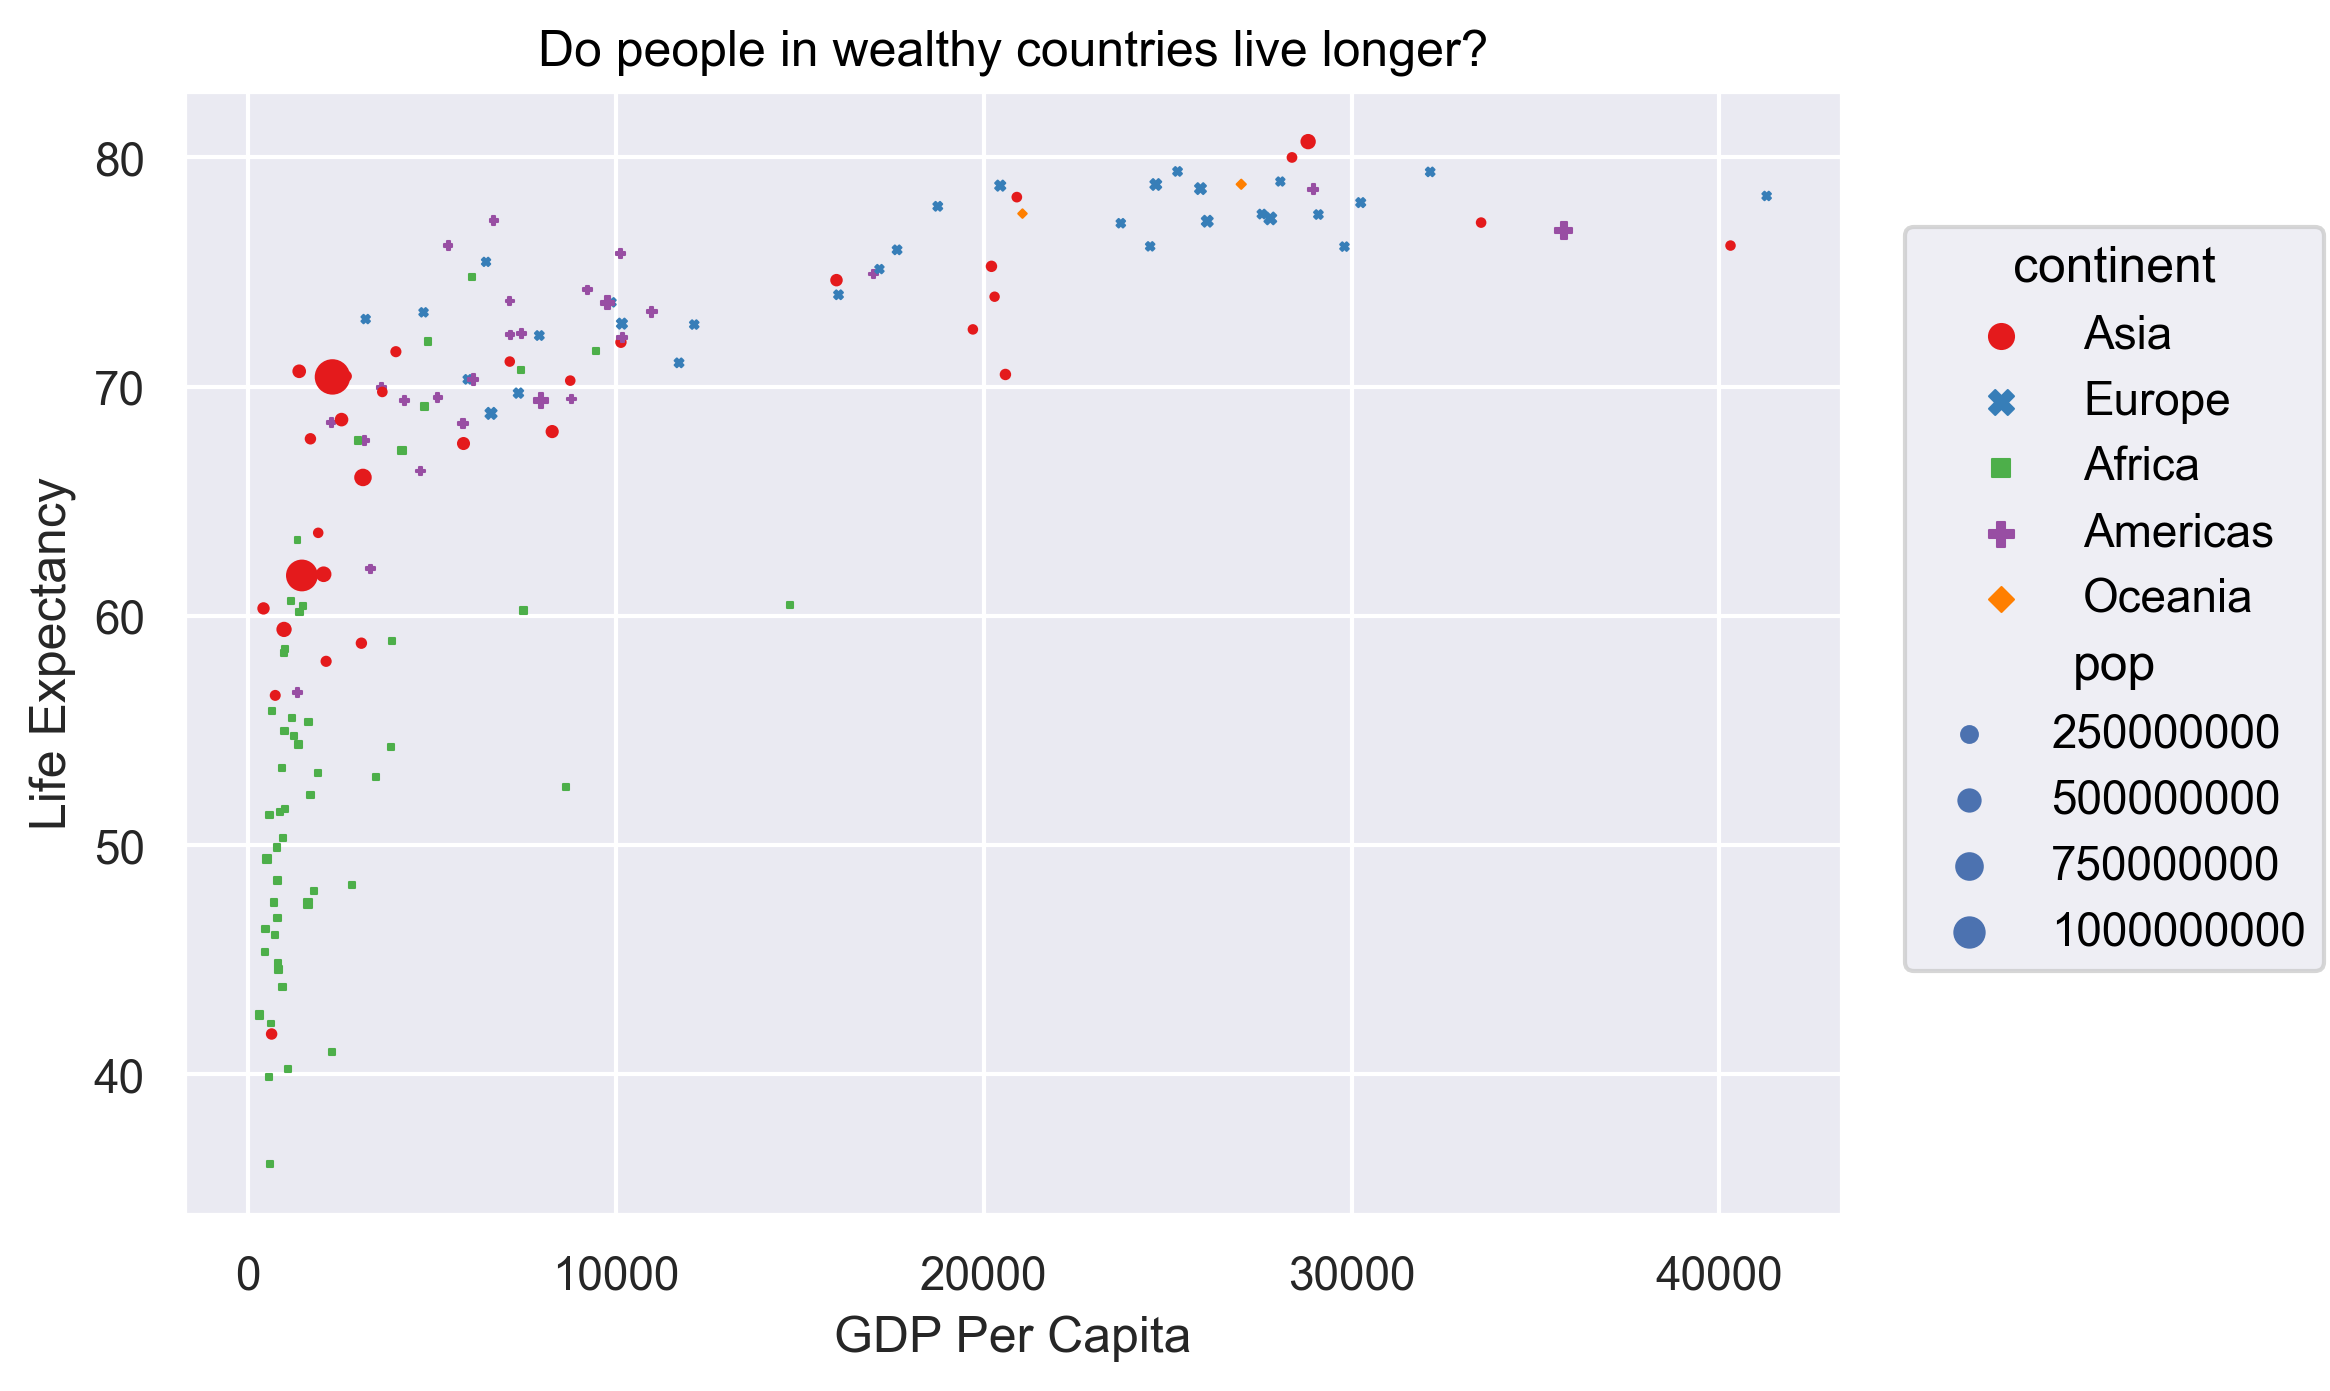 Do people in wealthy countries live longer?
80
70
60
50
40
Life Expectancy
0 10000 20000 30000 40000
GDP Per Capita
continent
Asia
Europe
Africa
Americas
Oceania
pop
250000000
500000000
750000000
1000000000